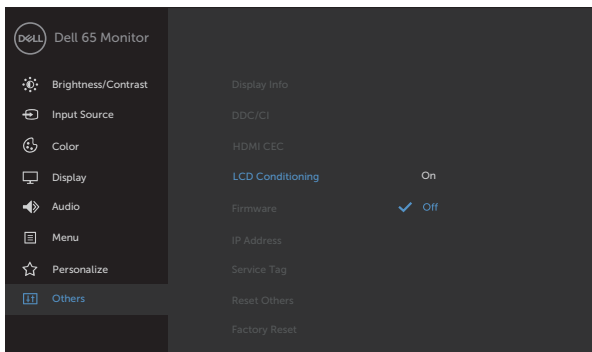 DELL Dell 65 Monitor
Brightness/Contrast
Input Source
Color
Display
Audio
Menu
Personalize
Others
Display Info
DDC/CI
HDMI CEC
LCD Conditioning On
Firmware Off
IP Address
Service Tag
Reset Others
Factory Reset